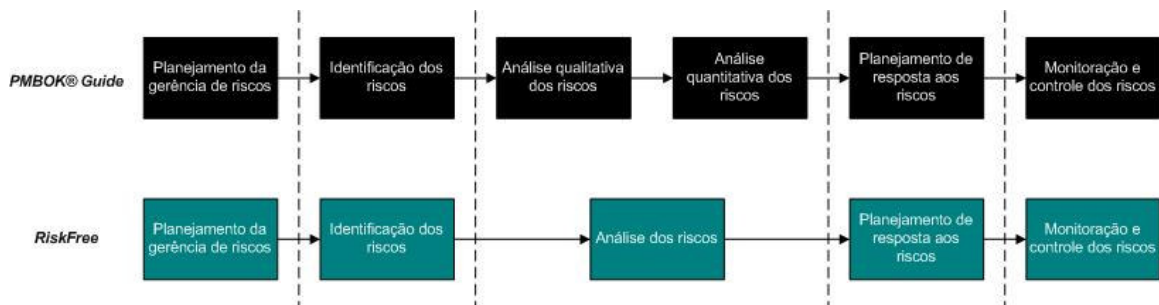 PMBOK® Guide
Planejamento da
gerência de riscos
Identificação dos
riscos
Análise qualitativa
dos riscos
Análise
quantitativa dos
riscos
Planejamento de
resposta aos
riscos
Monitoração e
controle dos riscos
RiskFree
Planejamento da
gerência de riscos
Identificação dos
riscos
Análise dos riscos
Planejamento de
resposta aos
riscos
Monitoração e
controle dos riscos